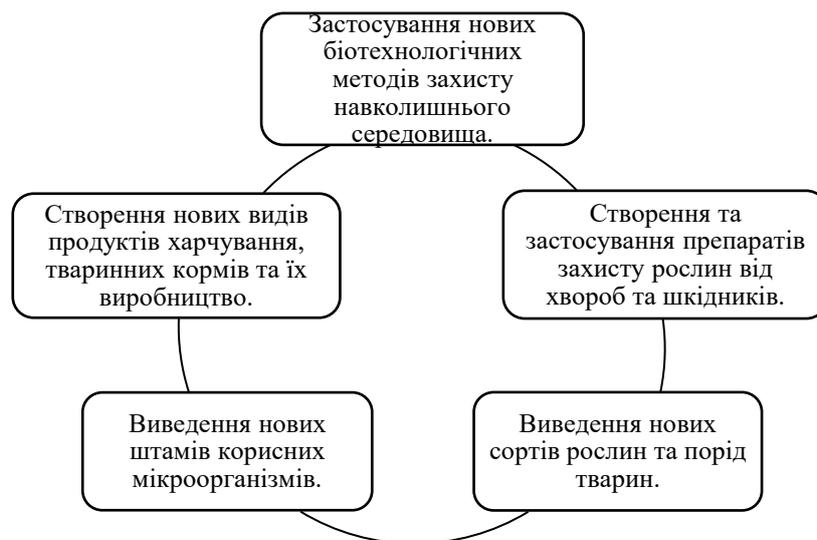 Застосування нових
біотехнологічних
методів захисту
навколишнього
середовища.
Створення нових видів
продуктів харчування,
тваринних кормів та їх
виробництво.
Створення та
застосування препаратів
захисту рослин від
хвороб та шкідників.
Виведення нових
штамів корисних
мікроорганізмів.
Виведення нових
сортів рослин та порід
тварин.